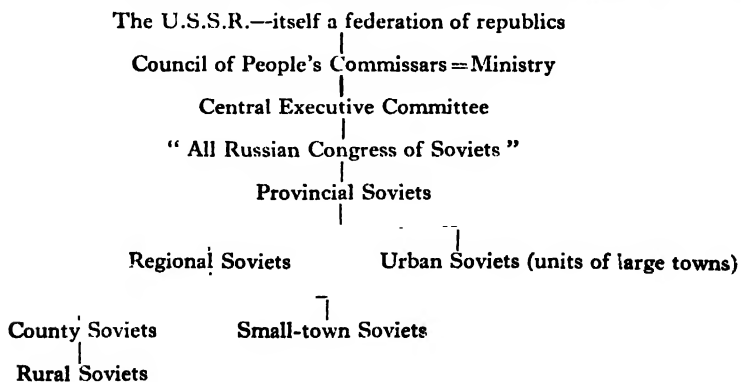 The U.S.S.R.—itself a federation of republics
Council of People's Commissars = Ministry
Central Executive Committee
“ All Russian Congress of Soviets ”
Provincial Soviets
Regional Soviets Urban Soviets (units of large towns)
County Soviets Small-town Soviets
Rural Soviets